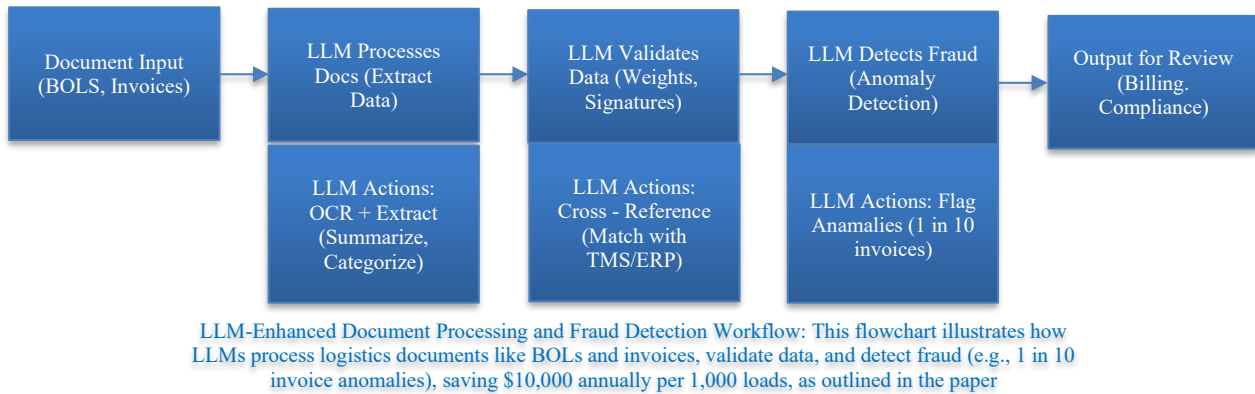 Document Input
(BOLS, Invoices)
LLM Processes
Docs (Extract
Data)
LLM Validates
Data (Weights,
Signatures)
LLM Detects Fraud
(Anomaly
Detection)
Output for Review
(Billing.
Compliance)
LLM Actions:
OCR + Extract
(Summarize,
Categorize)
LLM Actions:
Cross - Reference
(Match with
TMS/ERP)
LLM Actions: Flag
Anamalies (1 in 10
invoices)
LLM-Enhanced Document Processing and Fraud Detection Workflow: This flowchart illustrates how
LLMs process logistics documents like BOLs and invoices, validate data, and detect fraud (e.g., 1 in 10
invoice anomalies), saving $10,000 annually per 1,000 loads, as outlined in the paper